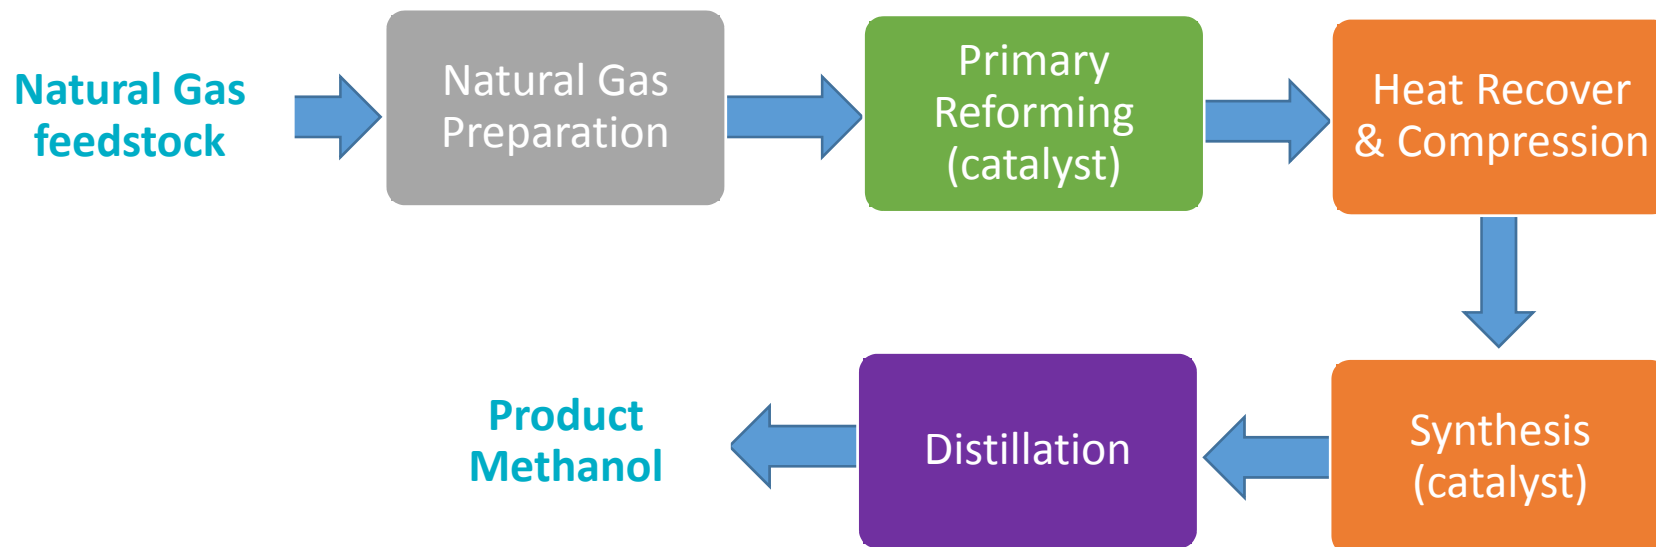 Natural Gas
feedstock
Natural Gas
Preparation
Primary
Reforming
(catalyst)
Heat Recover
& Compression
Synthesis
(catalyst)
Distillation
Product
Methanol